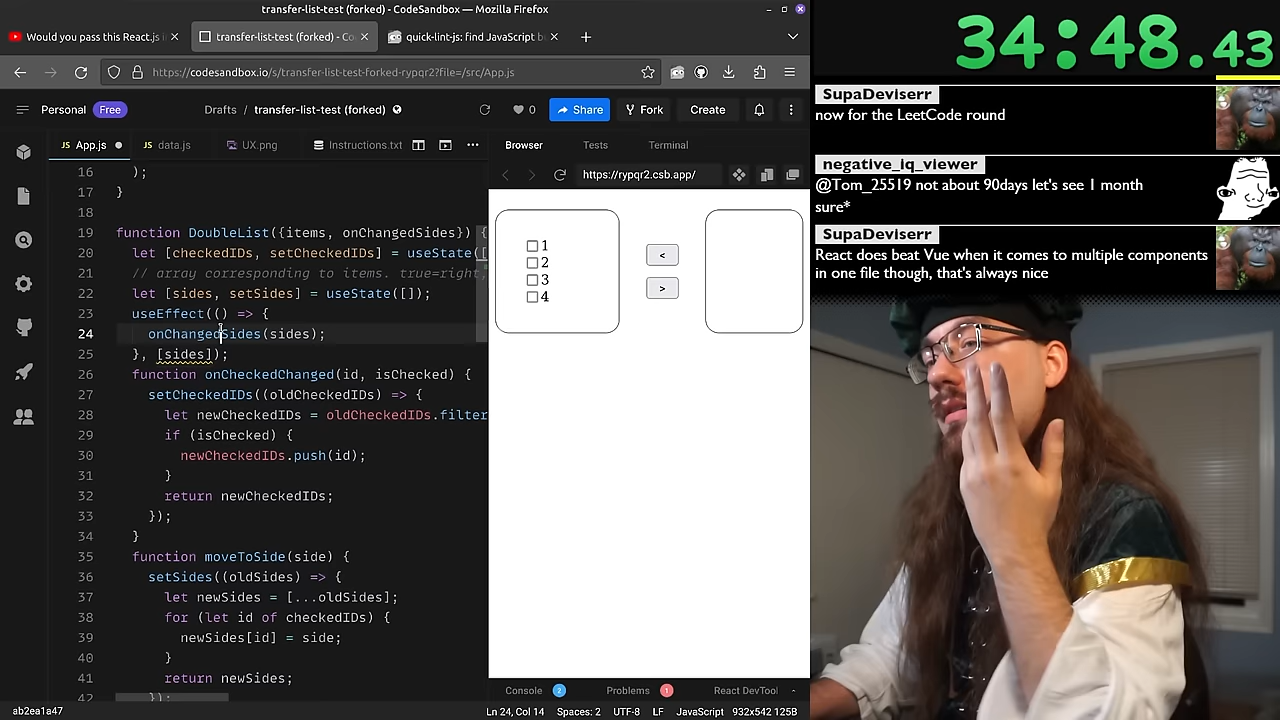 transfer-list-test (forked) - CodeSandbox — Mozilla Firefox
Would you pass this React.js i
transfer-list-test (forked) - Co
quick-lint-js: find JavaScript b
https://codesandbox.io/s/transfer-list-test-forked-rypqr2?file=/src/App.js
Personal Free
Drafts / transfer-list-test (forked)
0
Share
Fork
Create
JS App.js
JS data.js
UX.png
Instructions.txt
16 );
17 }
18
19 function DoubleList({items, onChangedSides}) {
20 let [checkedIDs, setCheckedIDs] = useState([
21 // array corresponding to items. true=right,
22 let [sides, setSides] = useState([]);
23 useEffect(() => {
24 onChangedSides(sides);
25 }, [sides]);
26 function onCheckedChanged(id, isChecked) {
27 setCheckedIDs((oldCheckedIDs) => {
28 let newCheckedIDs = oldCheckedIDs.filter
29 if (isChecked) {
30 newCheckedIDs.push(id);
31 }
32 return newCheckedIDs;
33 });
34 }
35 function moveToSide(side) {
36 setSides((oldSides) => {
37 let newSides = [...oldSides];
38 for (let id of checkedIDs) {
39 newSides[id] = side;
40 }
41 return newSides;
42 });
ab2ea1a47
Browser Tests Terminal
https://rypqr2.csb.app/
1
2
3
4
<
>
Console 2 Problems 1 React DevTool
Ln 24, Col 14 Spaces: 2 UTF-8 LF JavaScript 932x542 125B
34:48.43
SupaDeviserr
now for the LeetCode round
negative_iq_viewer
@Tom_25519 not about 90days let's see 1 month
sure*
SupaDeviserr
React does beat Vue when it comes to multiple components
in one file though, that's always nice